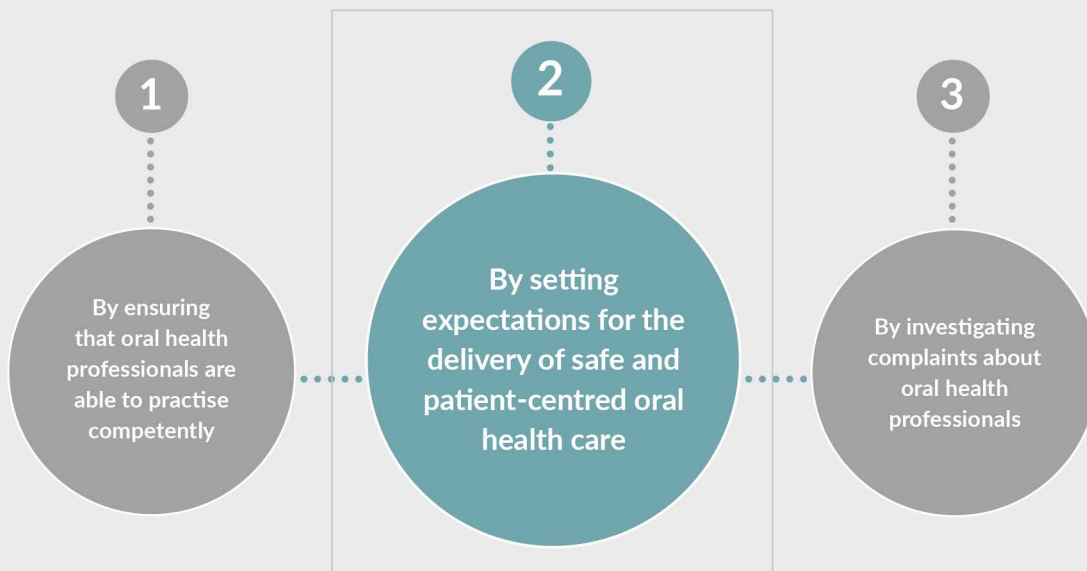 1
By ensuring
that oral health
professionals are
able to practise
competently
2
By setting
expectations for the
delivery of safe and
patient-centred oral
health care
3
By investigating
complaints about
oral health
professionals